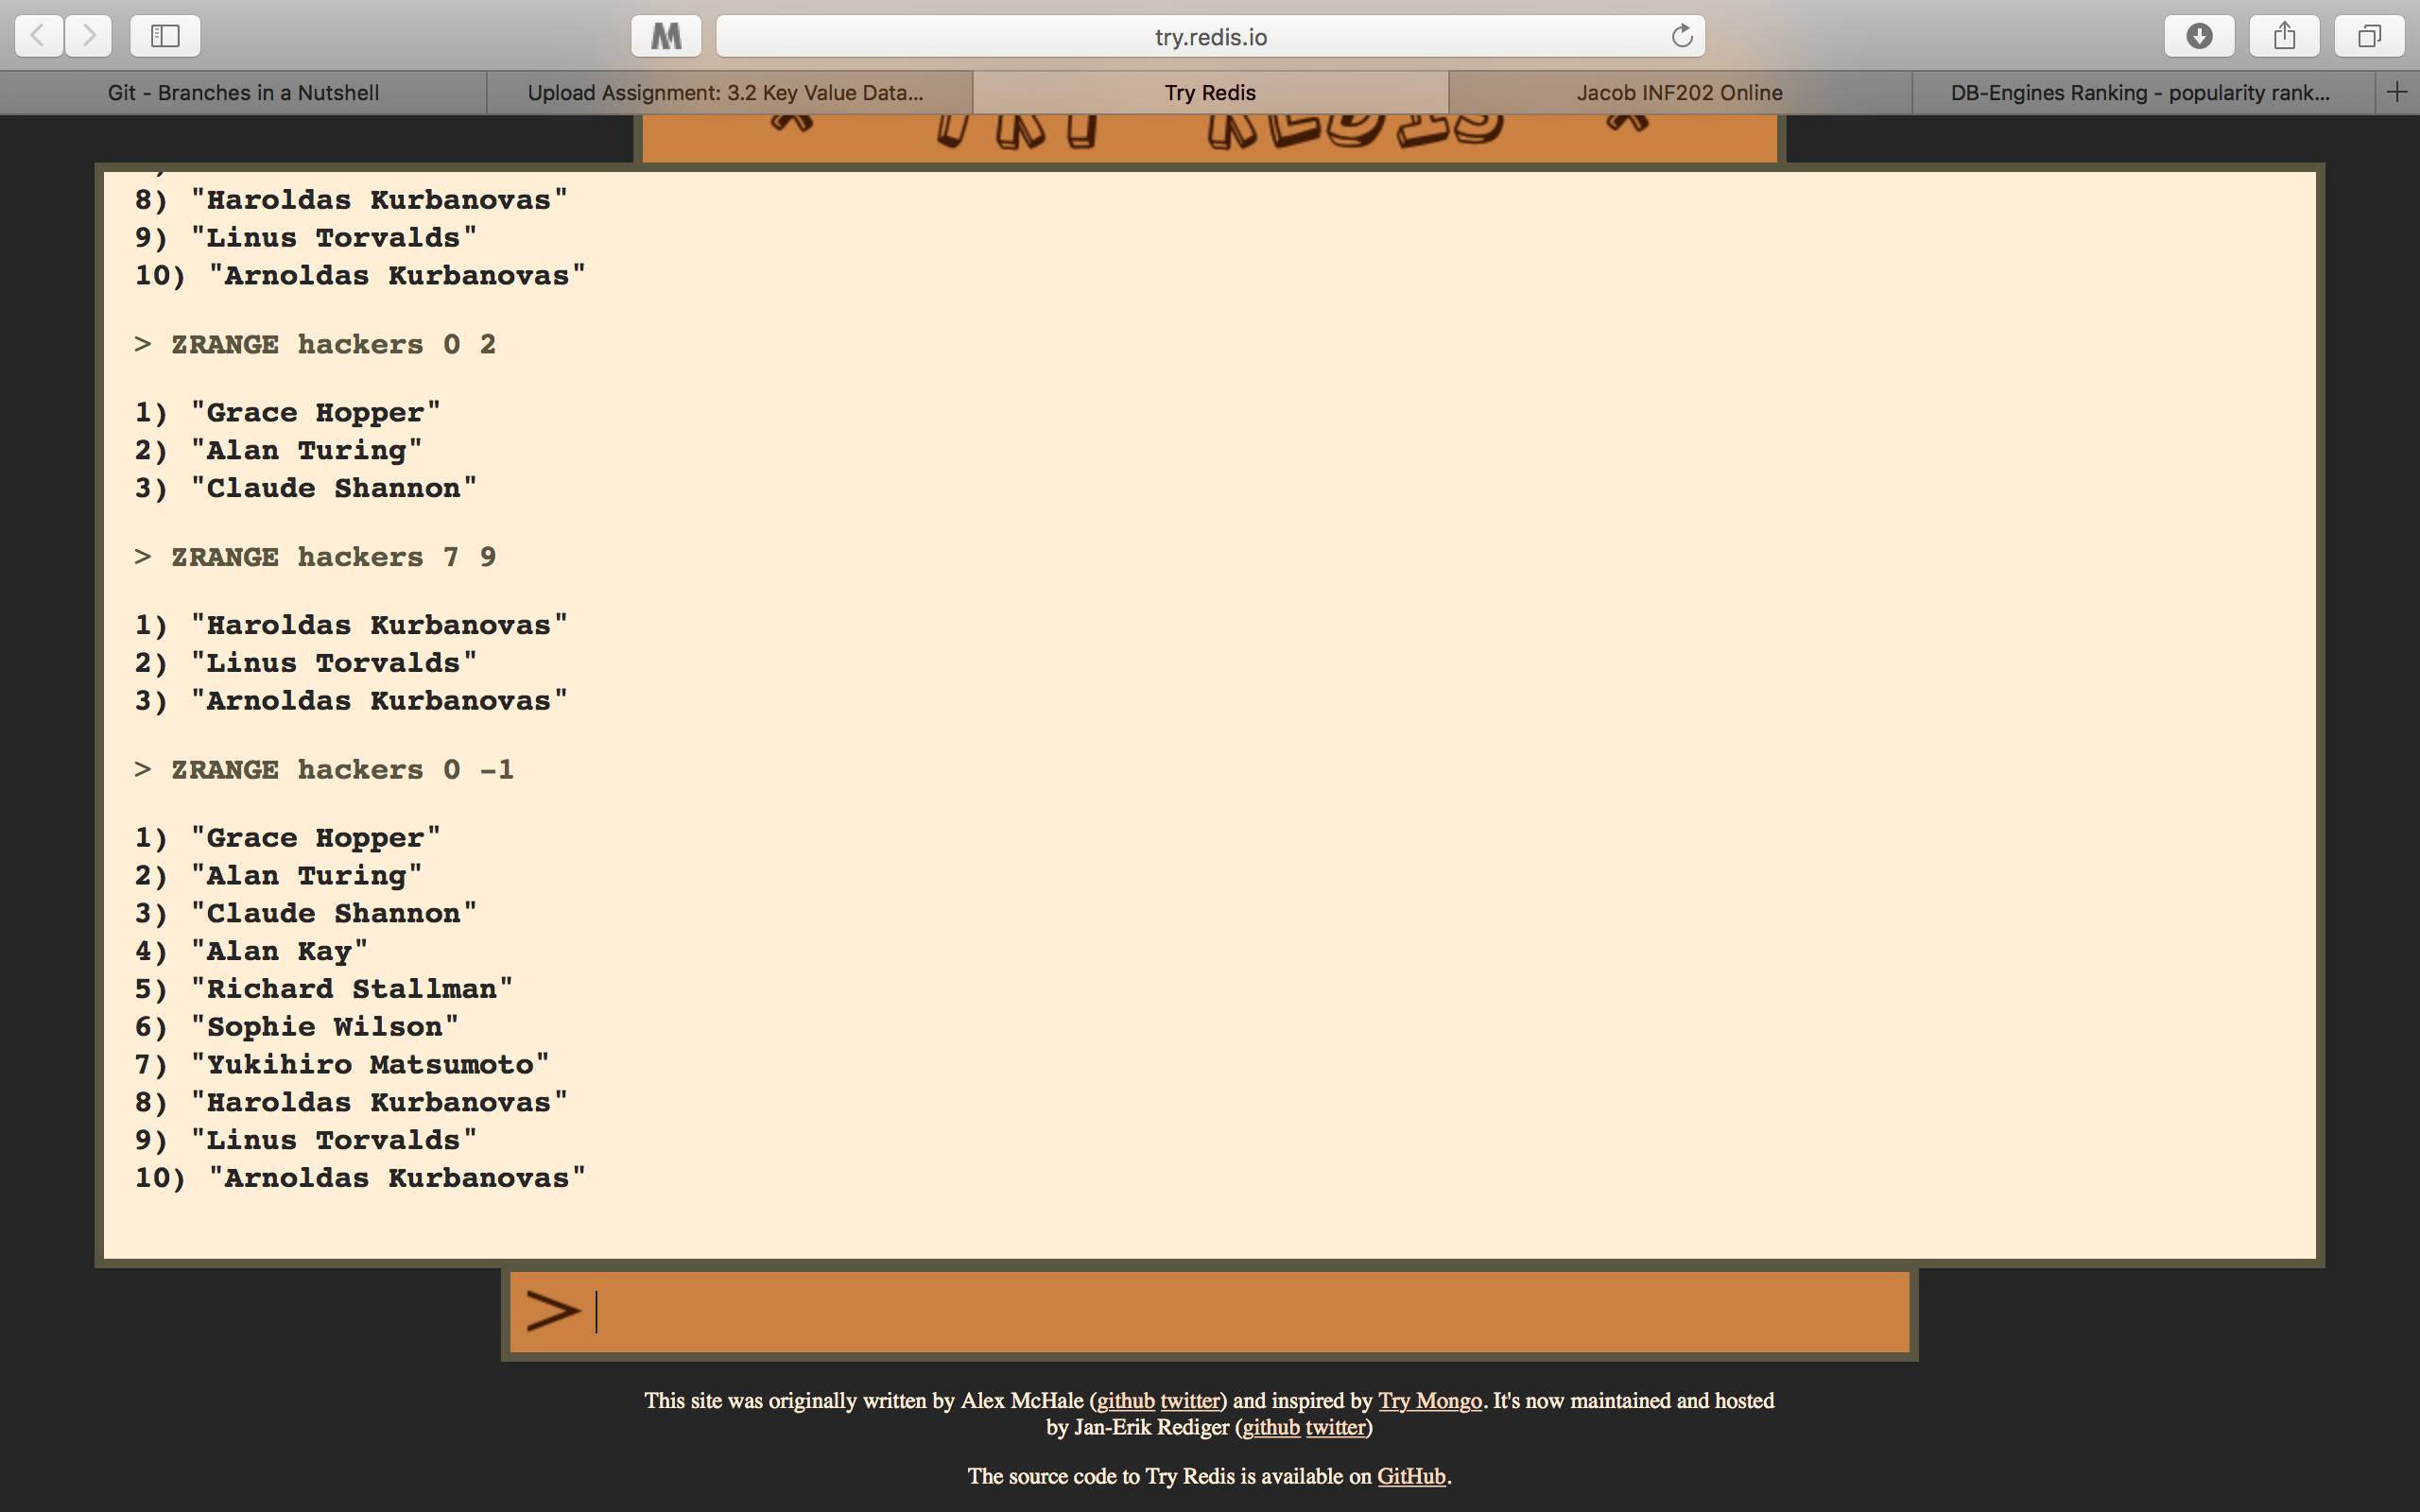 M
try.redis.io
Git - Branches in a Nutshell
Upload Assignment: 3.2 Key Value Data...
Try Redis
Jacob INF202 Online
DB-Engines Ranking - popularity rank...
TRY REDIS
8) "Haroldas Kurbanovas"
9) "Linus Torvalds"
10) "Arnoldas Kurbanovas"
> ZRANGE hackers 0 2
1) "Grace Hopper"
2) "Alan Turing"
3) "Claude Shannon"
> ZRANGE hackers 7 9
1) "Haroldas Kurbanovas"
2) "Linus Torvalds"
3) "Arnoldas Kurbanovas"
> ZRANGE hackers 0 -1
1) "Grace Hopper"
2) "Alan Turing"
3) "Claude Shannon"
4) "Alan Kay"
5) "Richard Stallman"
6) "Sophie Wilson"
7) "Yukihiro Matsumoto"
8) "Haroldas Kurbanovas"
9) "Linus Torvalds"
10) "Arnoldas Kurbanovas"
>
This site was originally written by Alex McHale (github twitter) and inspired by Try Mongo. It's now maintained and hosted
by Jan-Erik Rediger (github twitter)
The source code to Try Redis is available on GitHub.